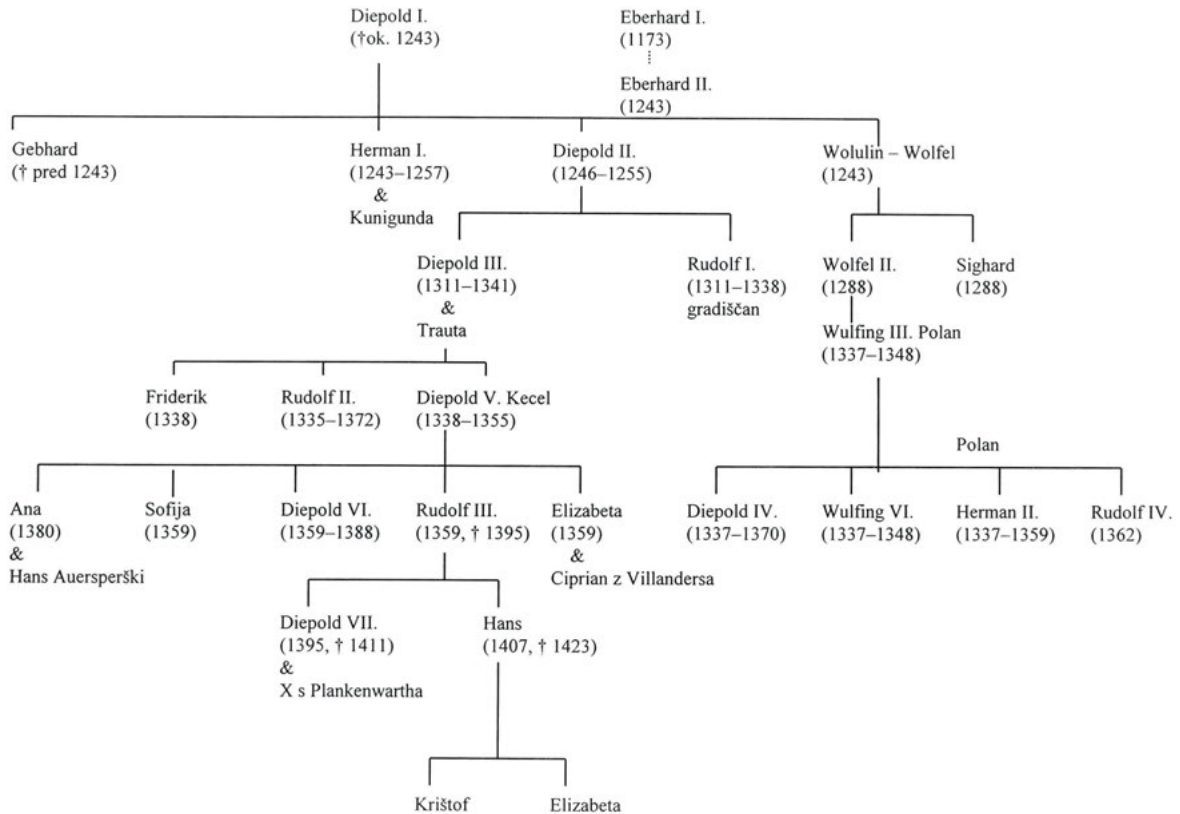 Diepold I.
(†ok. 1243)
Eberhard I.
(1173)
Eberhard II.
(1243)
Gebhard
(† pred 1243)
Herman I.
(1243–1257)
&
Kunigunda
Diepold II.
(1246–1255)
Wolulin – Wolfel
(1243)
Diepold III.
(1311–1341)
&
Trauta
Rudolf I.
(1311–1338)
gradiščan
Wolfel II.
(1288)
Sighard
(1288)
Wulfing III. Polan
(1337–1348)
Friderik
(1338)
Rudolf II.
(1335–1372)
Diepold V. Kecel
(1338–1355)
Polan
Ana
(1380)
&
Hans Auersperški
Sofija
(1359)
Diepold VI.
(1359–1388)
Rudolf III.
(1359, † 1395)
Elizabeta
(1359)
&
Ciprian z Villandersa
Diepold IV.
(1337–1370)
Wulfing VI.
(1337–1348)
Herman II.
(1337–1359)
Rudolf IV.
(1362)
Diepold VII.
(1395, † 1411)
&
X s Plankenwartha
Hans
(1407, † 1423)
Krištof
Elizabeta